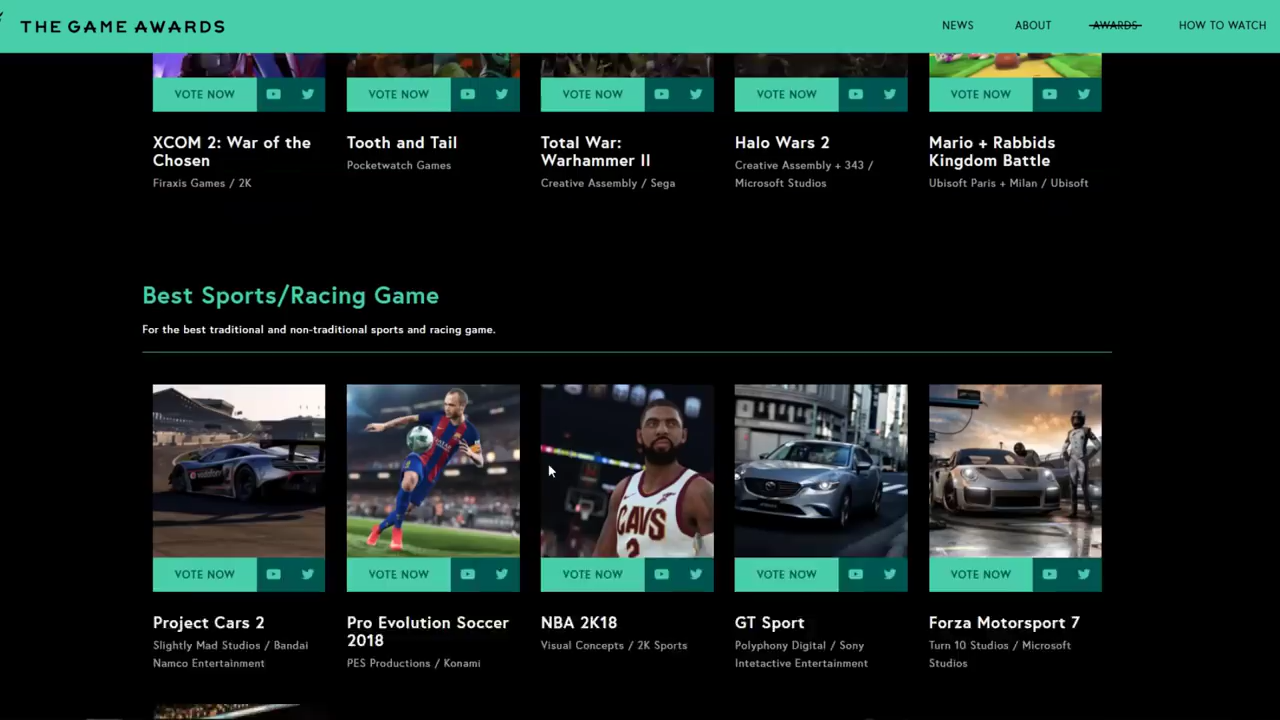 THE GAME AWARDS
NEWS ABOUT AWARDS HOW TO WATCH
VOTE NOW VOTE NOW VOTE NOW VOTE NOW VOTE NOW
XCOM 2: War of the
Chosen
Firaxis Games / 2K
Tooth and Tail
Pocketwatch Games
Total War:
Warhammer II
Creative Assembly / Sega
Halo Wars 2
Creative Assembly + 343 /
Microsoft Studios
Mario + Rabbids
Kingdom Battle
Ubisoft Paris + Milan / Ubisoft
Best Sports/Racing Game
For the best traditional and non-traditional sports and racing game.
vodafone
CAVS
2
VOTE NOW VOTE NOW VOTE NOW VOTE NOW VOTE NOW
Project Cars 2
Slightly Mad Studios / Bandai
Namco Entertainment
Pro Evolution Soccer
2018
PES Productions / Konami
NBA 2K18
Visual Concepts / 2K Sports
GT Sport
Polyphony Digital / Sony
Intetactive Entertainment
Forza Motorsport 7
Turn 10 Studios / Microsoft
Studios